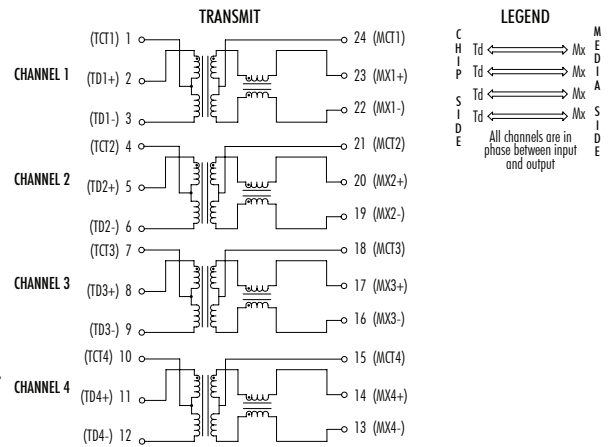 TRANSMIT
(TCT1) 1
24 (MCT1)
CHANNEL 1
(TD1+) 2
23 (MX1+)
(TD1-) 3
22 (MX1-)
(TCT2) 4
21 (MCT2)
CHANNEL 2
(TD2+) 5
20 (MX2+)
(TD2-) 6
19 (MX2-)
(TCT3) 7
18 (MCT3)
CHANNEL 3
(TD3+) 8
17 (MX3+)
(TD3-) 9
16 (MX3-)
(TCT4) 10
15 (MCT4)
CHANNEL 4
(TD4+) 11
14 (MX4+)
(TD4-) 12
13 (MX4-)
LEGEND
CHIP SIDE
Td Mx
Td Mx
Td Mx
Td Mx
MEDIA SIDE
All channels are in
phase between input
and output